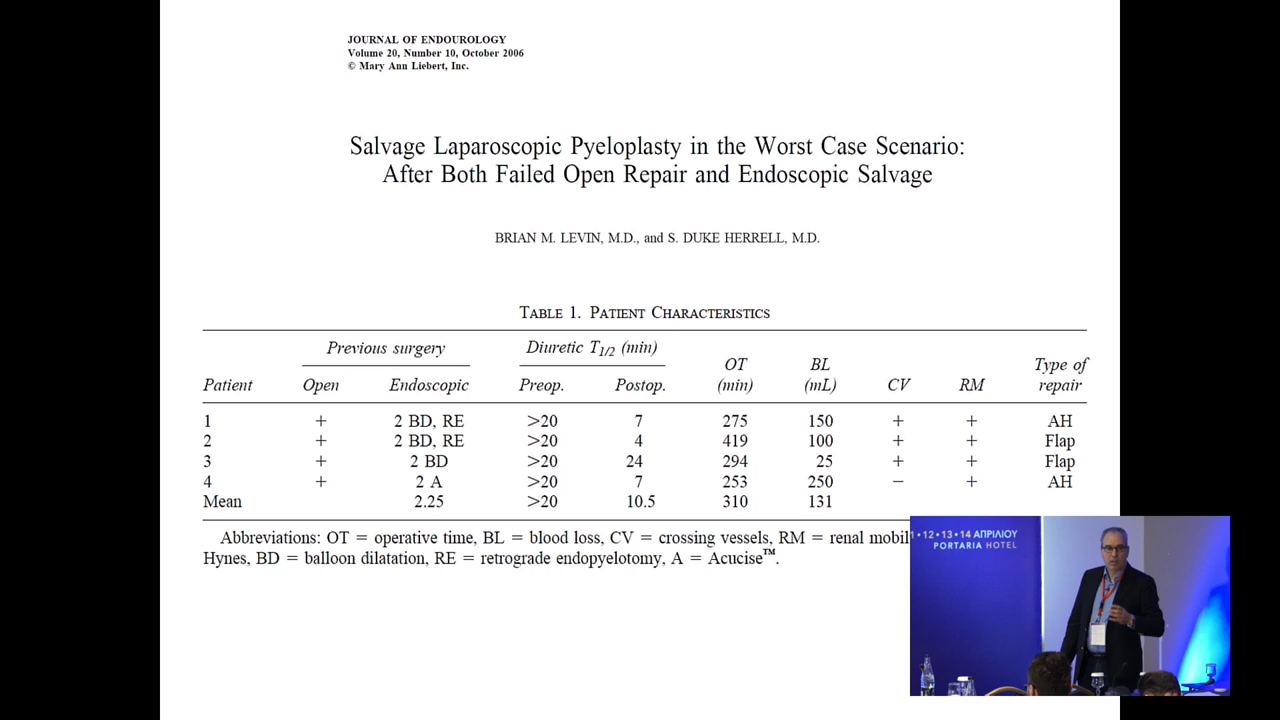 JOURNAL OF ENDOUROLOGY
Volume 20, Number 10, October 2006
© Mary Ann Liebert, Inc.
Salvage Laparoscopic Pyeloplasty in the Worst Case Scenario:
After Both Failed Open Repair and Endoscopic Salvage
BRIAN M. LEVIN, M.D., and S. DUKE HERRELL, M.D.
TABLE 1. PATIENT CHARACTERISTICS
Previous surgery Diuretic T1/2 (min)
OT BL Type of
Patient Open Endoscopic Preop. Postop. (min) (mL) CV RM repair
1 + 2 BD, RE >20 7 275 150 + + AH
2 + 2 BD, RE >20 4 419 100 + + Flap
3 + 2 BD >20 24 294 25 + + Flap
4 + 2 A >20 7 253 250 − + AH
Mean 2.25 >20 10.5 310 131
Abbreviations: OT = operative time, BL = blood loss, CV = crossing vessels, RM = renal mobil
Hynes, BD = balloon dilatation, RE = retrograde endopyelotomy, A = Acucise™.
1•12•13•14 ΑΠΡΙΛΙΟΥ
PORTARIA HOTEL